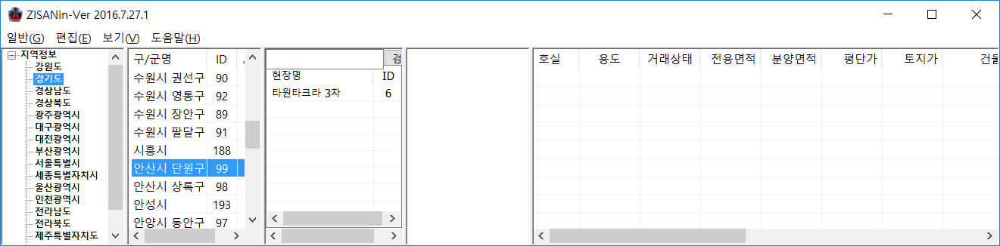 ZISANin-Ver 2016.7.27.1
일반(G) 편집(E) 보기(V) 도움말(H)
지역정보
강원도
경기도
경상남도
경상북도
광주광역시
대구광역시
대전광역시
부산광역시
서울특별시
세종특별자치시
울산광역시
인천광역시
전라남도
전라북도
제주특별자치도
구/군명 ID
수원시 권선구 90
수원시 영통구 92
수원시 장안구 89
수원시 팔달구 91
시흥시 188
안산시 단원구 99
안산시 상록구 98
안성시 193
안양시 동안구 97
검
현장명 ID
타원타크라 3차 6
호실 용도 거래상태 전용면적 분양면적 평단가 토지가 건물